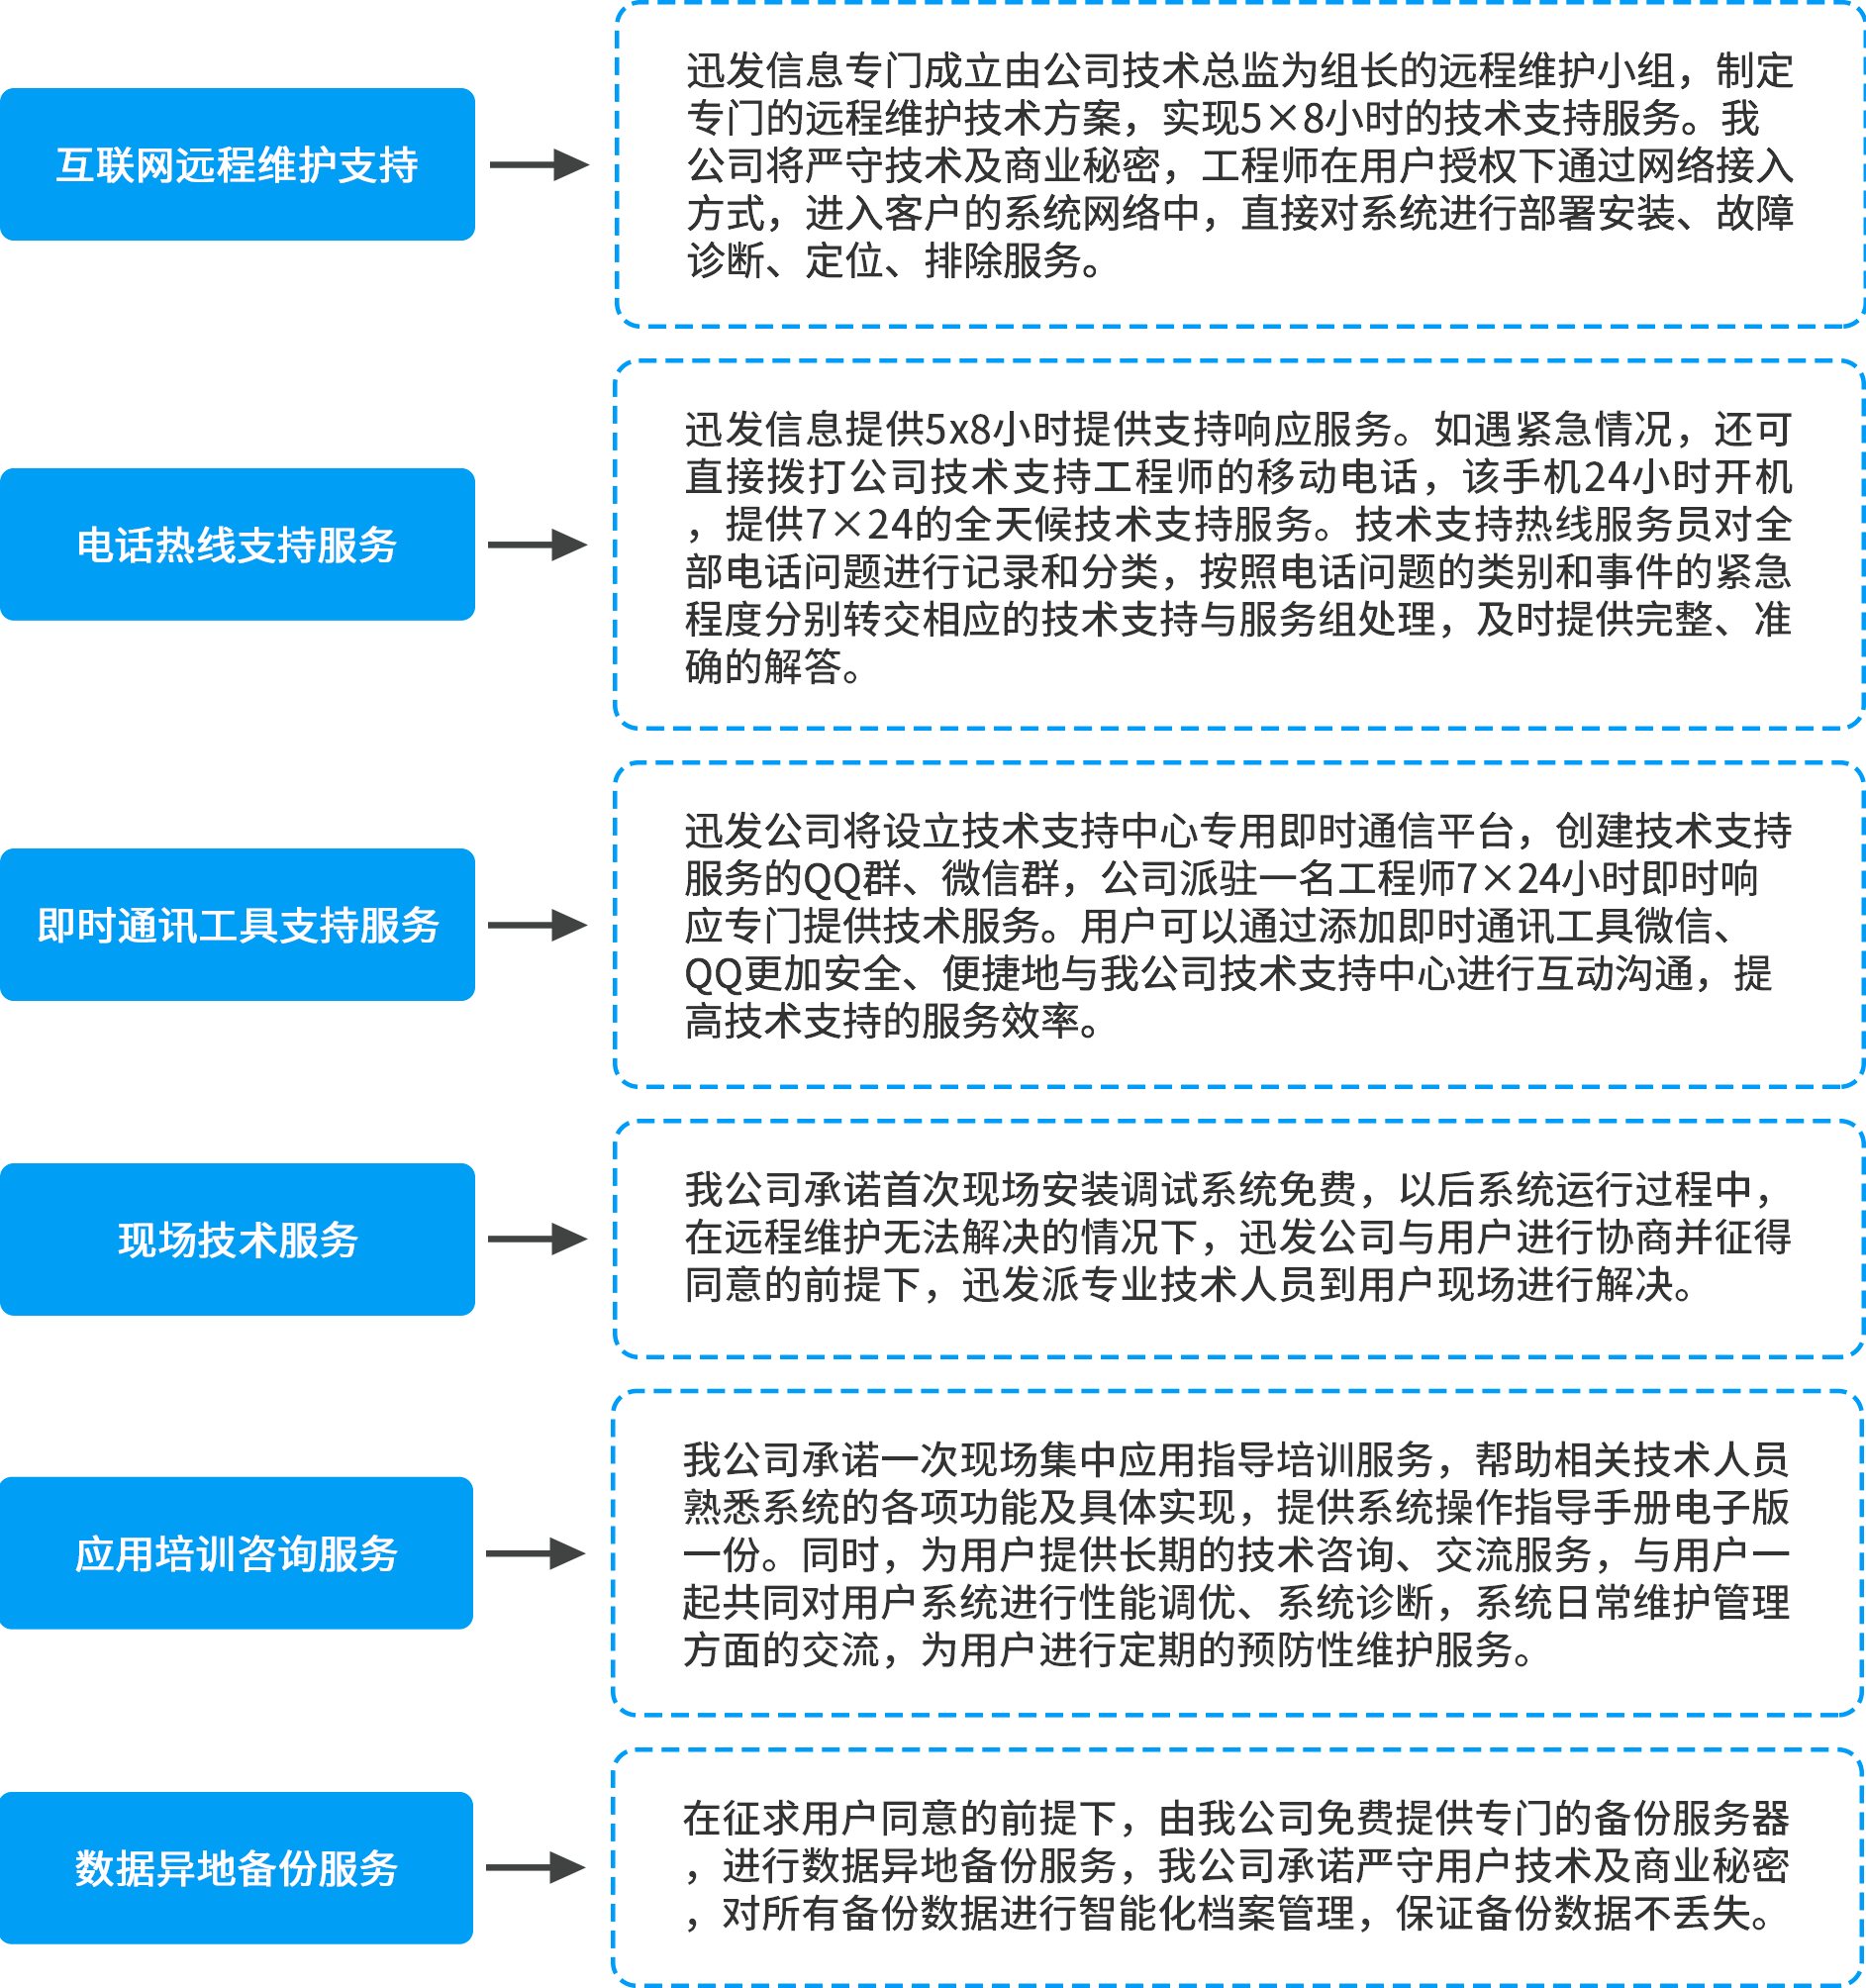 互联网远程维护支持
迅发信息专门成立由公司技术总监为组长的远程维护小组，制定
专门的远程维护技术方案，实现5×8小时的技术支持服务。我
公司将严守技术及商业秘密，工程师在用户授权下通过网络接入
方式，进入客户的系统网络中，直接对系统进行部署安装、故障
诊断、定位、排除服务。
电话热线支持服务
迅发信息提供5x8小时提供支持响应服务。如遇紧急情况，还可
直接拨打公司技术支持工程师的移动电话，该手机24小时开机
，提供7×24的全天候技术支持服务。技术支持热线服务员对全
部电话问题进行记录和分类，按照电话问题的类别和事件的紧急
程度分别转交相应的技术支持与服务组处理，及时提供完整、准
确的解答。
即时通讯工具支持服务
迅发公司将设立技术支持中心专用即时通信平台，创建技术支持
服务的QQ群、微信群，公司派驻一名工程师7×24小时即时响
应专门提供技术服务。用户可以通过添加即时通讯工具微信、
QQ更加安全、便捷地与我公司技术支持中心进行互动沟通，提
高技术支持的服务效率。
现场技术服务
我公司承诺首次现场安装调试系统免费，以后系统运行过程中，
在远程维护无法解决的情况下，迅发公司与用户进行协商并征得
同意的前提下，迅发派专业技术人员到用户现场进行解决。
应用培训咨询服务
我公司承诺一次现场集中应用指导培训服务，帮助相关技术人员
熟悉系统的各项功能及具体实现，提供系统操作指导手册电子版
一份。同时，为用户提供长期的技术咨询、交流服务，与用户一
起共同对用户系统进行性能调优、系统诊断，系统日常维护管理
方面的交流，为用户进行定期的预防性维护服务。
数据异地备份服务
在征求用户同意的前提下，由我公司免费提供专门的备份服务器
，进行数据异地备份服务，我公司承诺严守用户技术及商业秘密
，对所有备份数据进行智能化档案管理，保证备份数据不丢失。